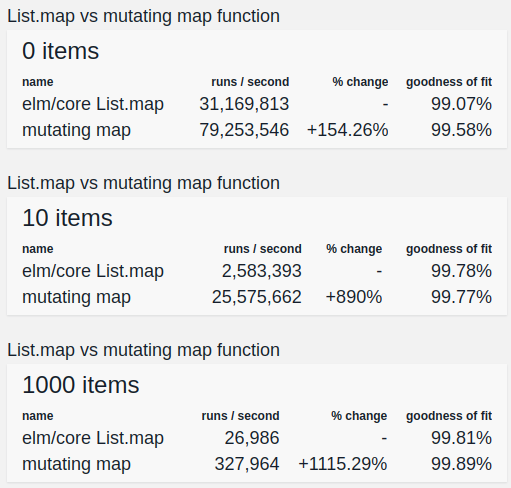 List.map vs mutating map function
0 items
name runs / second % change goodness of fit
elm/core List.map 31,169,813 - 99.07%
mutating map 79,253,546 +154.26% 99.58%
List.map vs mutating map function
10 items
name runs / second % change goodness of fit
elm/core List.map 2,583,393 - 99.78%
mutating map 25,575,662 +890% 99.77%
List.map vs mutating map function
1000 items
name runs / second % change goodness of fit
elm/core List.map 26,986 - 99.81%
mutating map 327,964 +1115.29% 99.89%